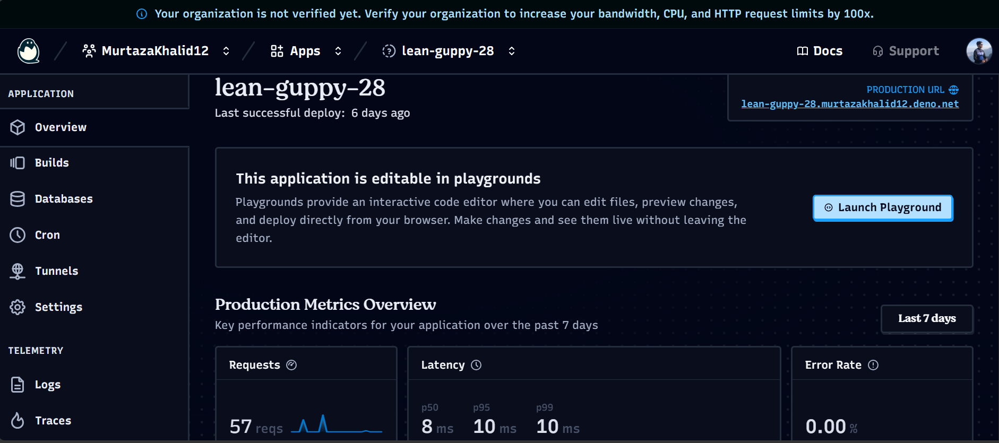 Your organization is not verified yet. Verify your organization to increase your bandwidth, CPU, and HTTP request limits by 100x.
MurtazaKhalid12
Apps
lean-guppy-28
Docs
Support
APPLICATION
Overview
Builds
Databases
Cron
Tunnels
Settings
TELEMETRY
Logs
Traces
lean-guppy-28
Last successful deploy: 6 days ago
PRODUCTION URL
lean-guppy-28.murtazakhalid12.deno.net
This application is editable in playgrounds
Playgrounds provide an interactive code editor where you can edit files, preview changes,
and deploy directly from your browser. Make changes and see them live without leaving the
editor.
Launch Playground
Production Metrics Overview
Key performance indicators for your application over the past 7 days
Last 7 days
Requests
57 reqs
Latency
p50 p95 p99
8 ms 10 ms 10 ms
Error Rate
0.00 %